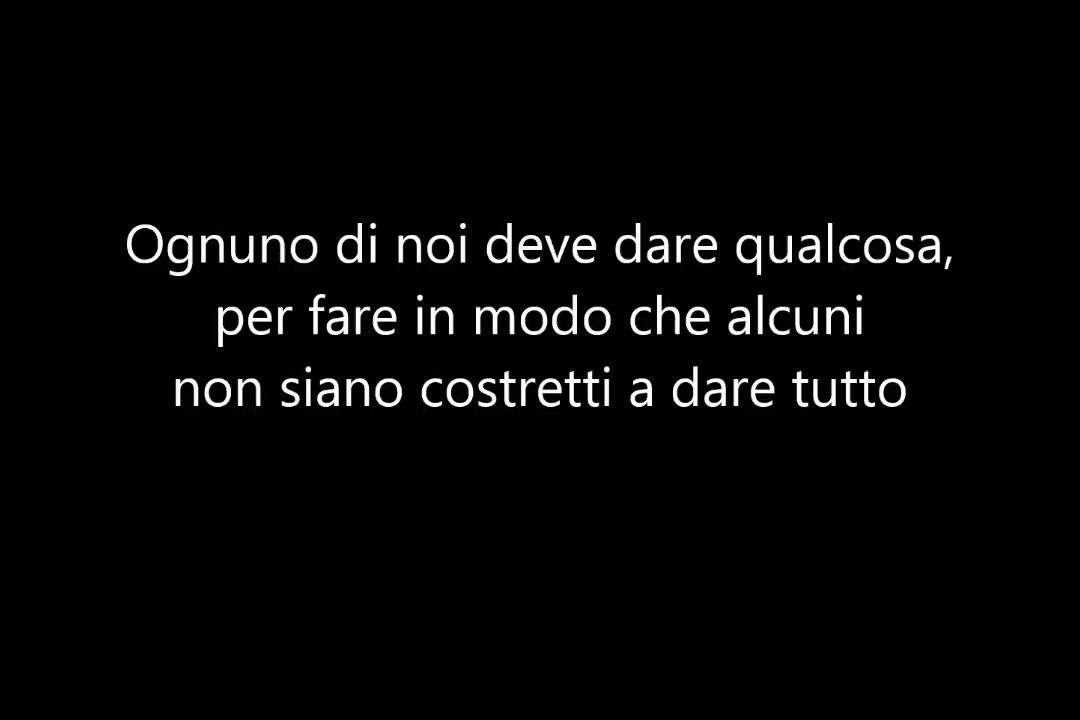 Ognuno di noi deve dare qualcosa,
per fare in modo che alcuni
non siano costretti a dare tutto